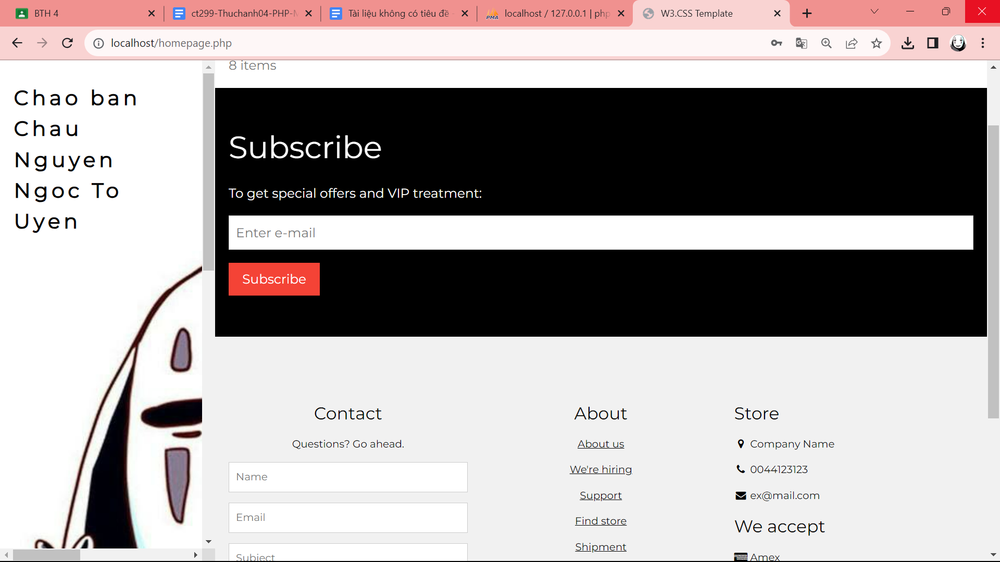 BTH 4
ct299-Thuchanh04-PHP-M
Tài liệu không có tiêu đề
localhost / 127.0.0.1 | php
W3.CSS Template
localhost/homepage.php
8 items
Chao ban
Chau
Nguyen
Ngoc To
Uyen
Subscribe
To get special offers and VIP treatment:
Enter e-mail
Subscribe
Contact
Questions? Go ahead.
Name
Email
Subject
About
About us
We're hiring
Support
Find store
Shipment
Store
Company Name
0044123123
ex@mail.com
We accept
Amex